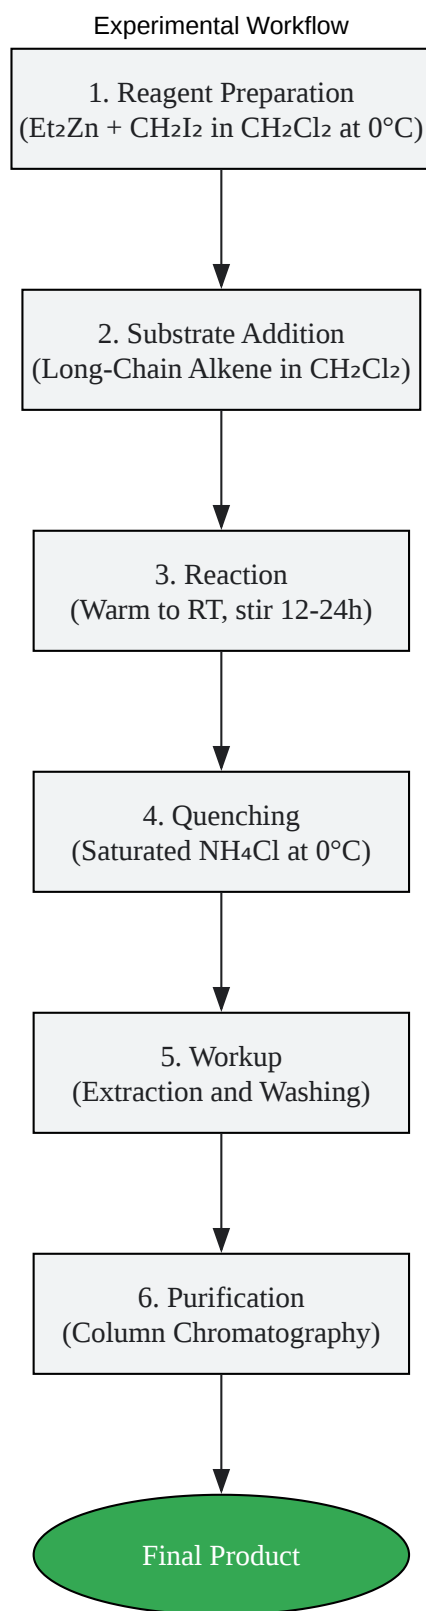 Experimental Workflow
1. Reagent Preparation
(Et₂Zn + CH₂I₂ in CH₂Cl₂ at 0°C)
2. Substrate Addition
(Long-Chain Alkene in CH₂Cl₂)
3. Reaction
(Warm to RT, stir 12-24h)
4. Quenching
(Saturated NH₄Cl at 0°C)
5. Workup
(Extraction and Washing)
6. Purification
(Column Chromatography)
Final Product